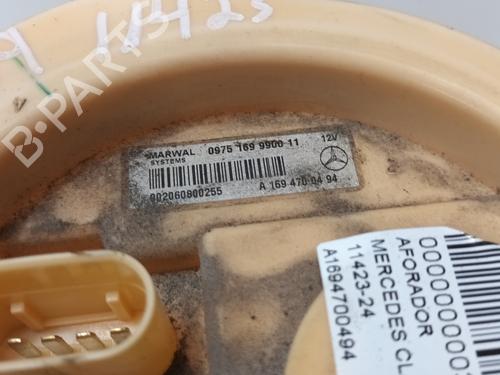 B-PARTS
MARWAL 0975 169 9900 11 12V
SYSTEMS
002060800255 A 169 470 04 94
AFORADOR
MERCEDES CL
11423-24
A1694700494